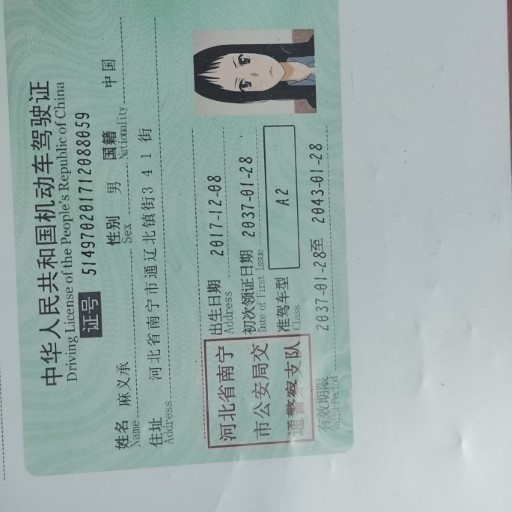 中华人民共和国机动车驾驶证
Driving License of the People's Republic of China
证号 514970201712088059
姓名 麻义承 性别 男 国籍 中国
Name Sex Nationality
住址 河北省南宁市通辽北镇街341街
Address
出生日期 2017-12-08
Address
初次领证日期 2037-01-28
Date of First Issue
准驾车型 A2
Class
河北省南宁
市公安局交
通警察支队
有效期限 2037-01-28至 2043-01-28
Valid Period